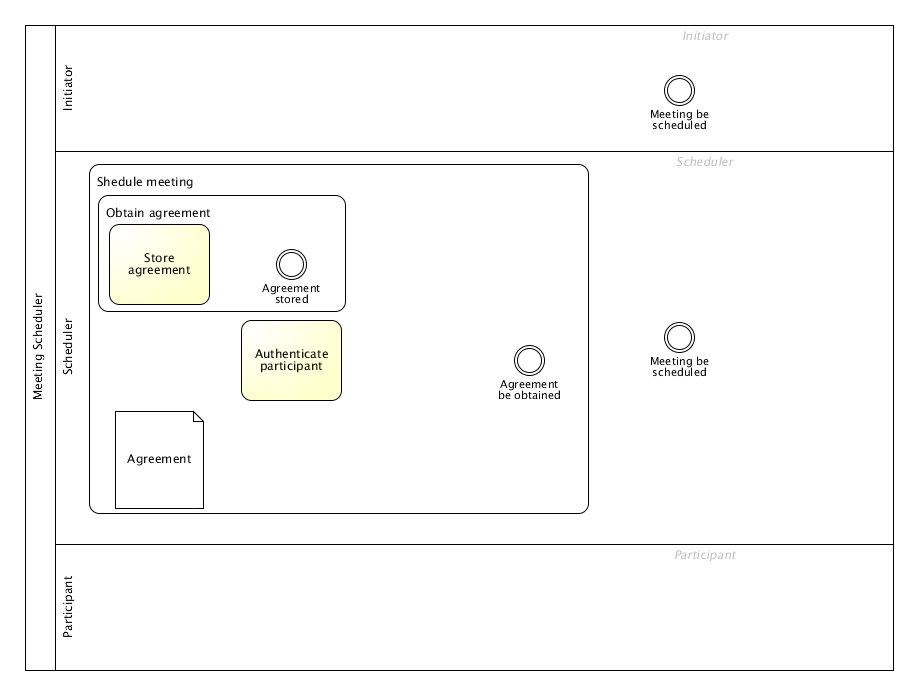 Meeting Scheduler
Initiator
Initiator
Meeting be
scheduled
Scheduler
Scheduler
Shedule meeting
Obtain agreement
Store
agreement
Agreement
stored
Authenticate
participant
Agreement
be obtained
Meeting be
scheduled
Agreement
Participant
Participant